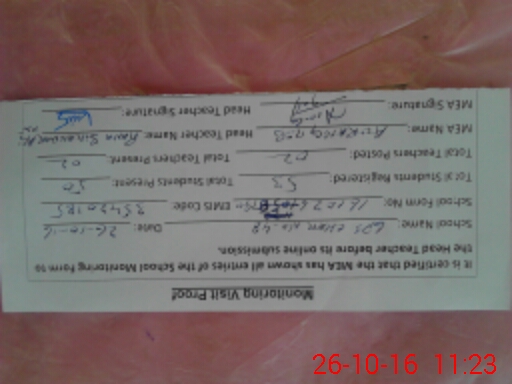 Monitoring Visit Proof
It is certified that the MEA has shown all entries of the School Monitoring Form to
the Head Teacher before its online submission.
School Name: GPS Date: 26-10-16
School Form No: EMIS Code: 35420185
Total Students Registered: 53 Total Students Present: 50
Total Teachers Posted: 02 Total Teachers Present: 02
MEA Name: Head Teacher Name: Rana
MEA Signature: Head Teacher Signature:
26-10-16 11:23